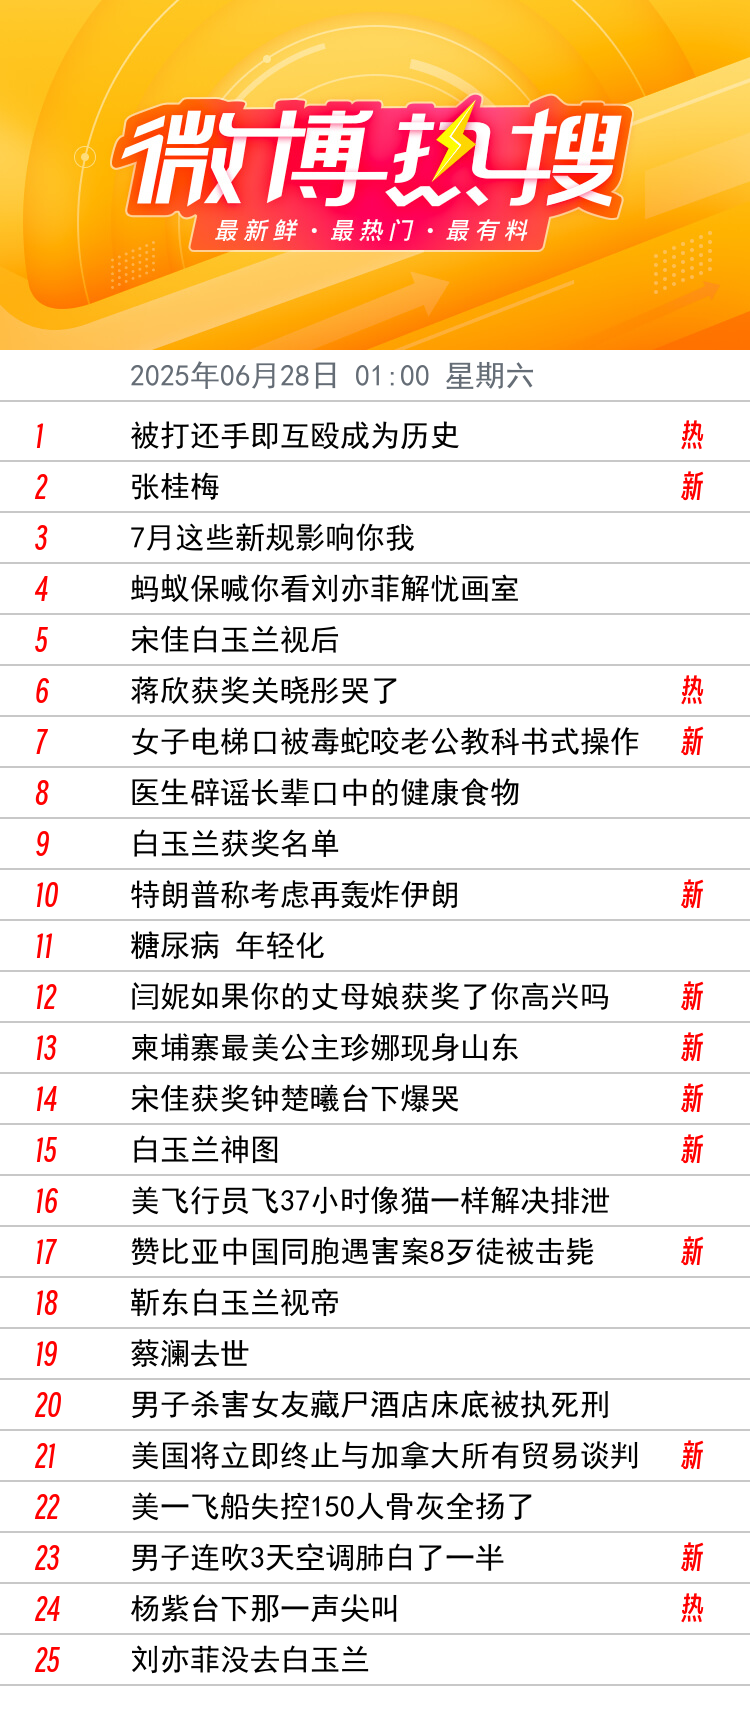 微博热搜
最新鲜·最热门·最有料
2025年06月28日 01:00 星期六
1 被打还手即互殴成为历史 热
2 张桂梅 新
3 7月这些新规影响你我
4 蚂蚁保喊你看刘亦菲解忧画室
5 宋佳白玉兰视后
6 蒋欣获奖关晓彤哭了 热
7 女子电梯口被毒蛇咬老公教科书式操作 新
8 医生辟谣长辈口中的健康食物
9 白玉兰获奖名单
10 特朗普称考虑再轰炸伊朗 新
11 糖尿病 年轻化
12 闫妮如果你的丈母娘获奖了你高兴吗 新
13 柬埔寨最美公主珍娜现身山东 新
14 宋佳获奖钟楚曦台下爆哭 新
15 白玉兰神图 新
16 美飞行员飞37小时像猫一样解决排泄
17 赞比亚中国同胞遇害案8歹徒被击毙 新
18 靳东白玉兰视帝
19 蔡澜去世
20 男子杀害女友藏尸酒店床底被执死刑
21 美国将立即终止与加拿大所有贸易谈判 新
22 美一飞船失控150人骨灰全扬了
23 男子连吹3天空调肺白了一半 新
24 杨紫台下那一声尖叫 热
25 刘亦菲没去白玉兰